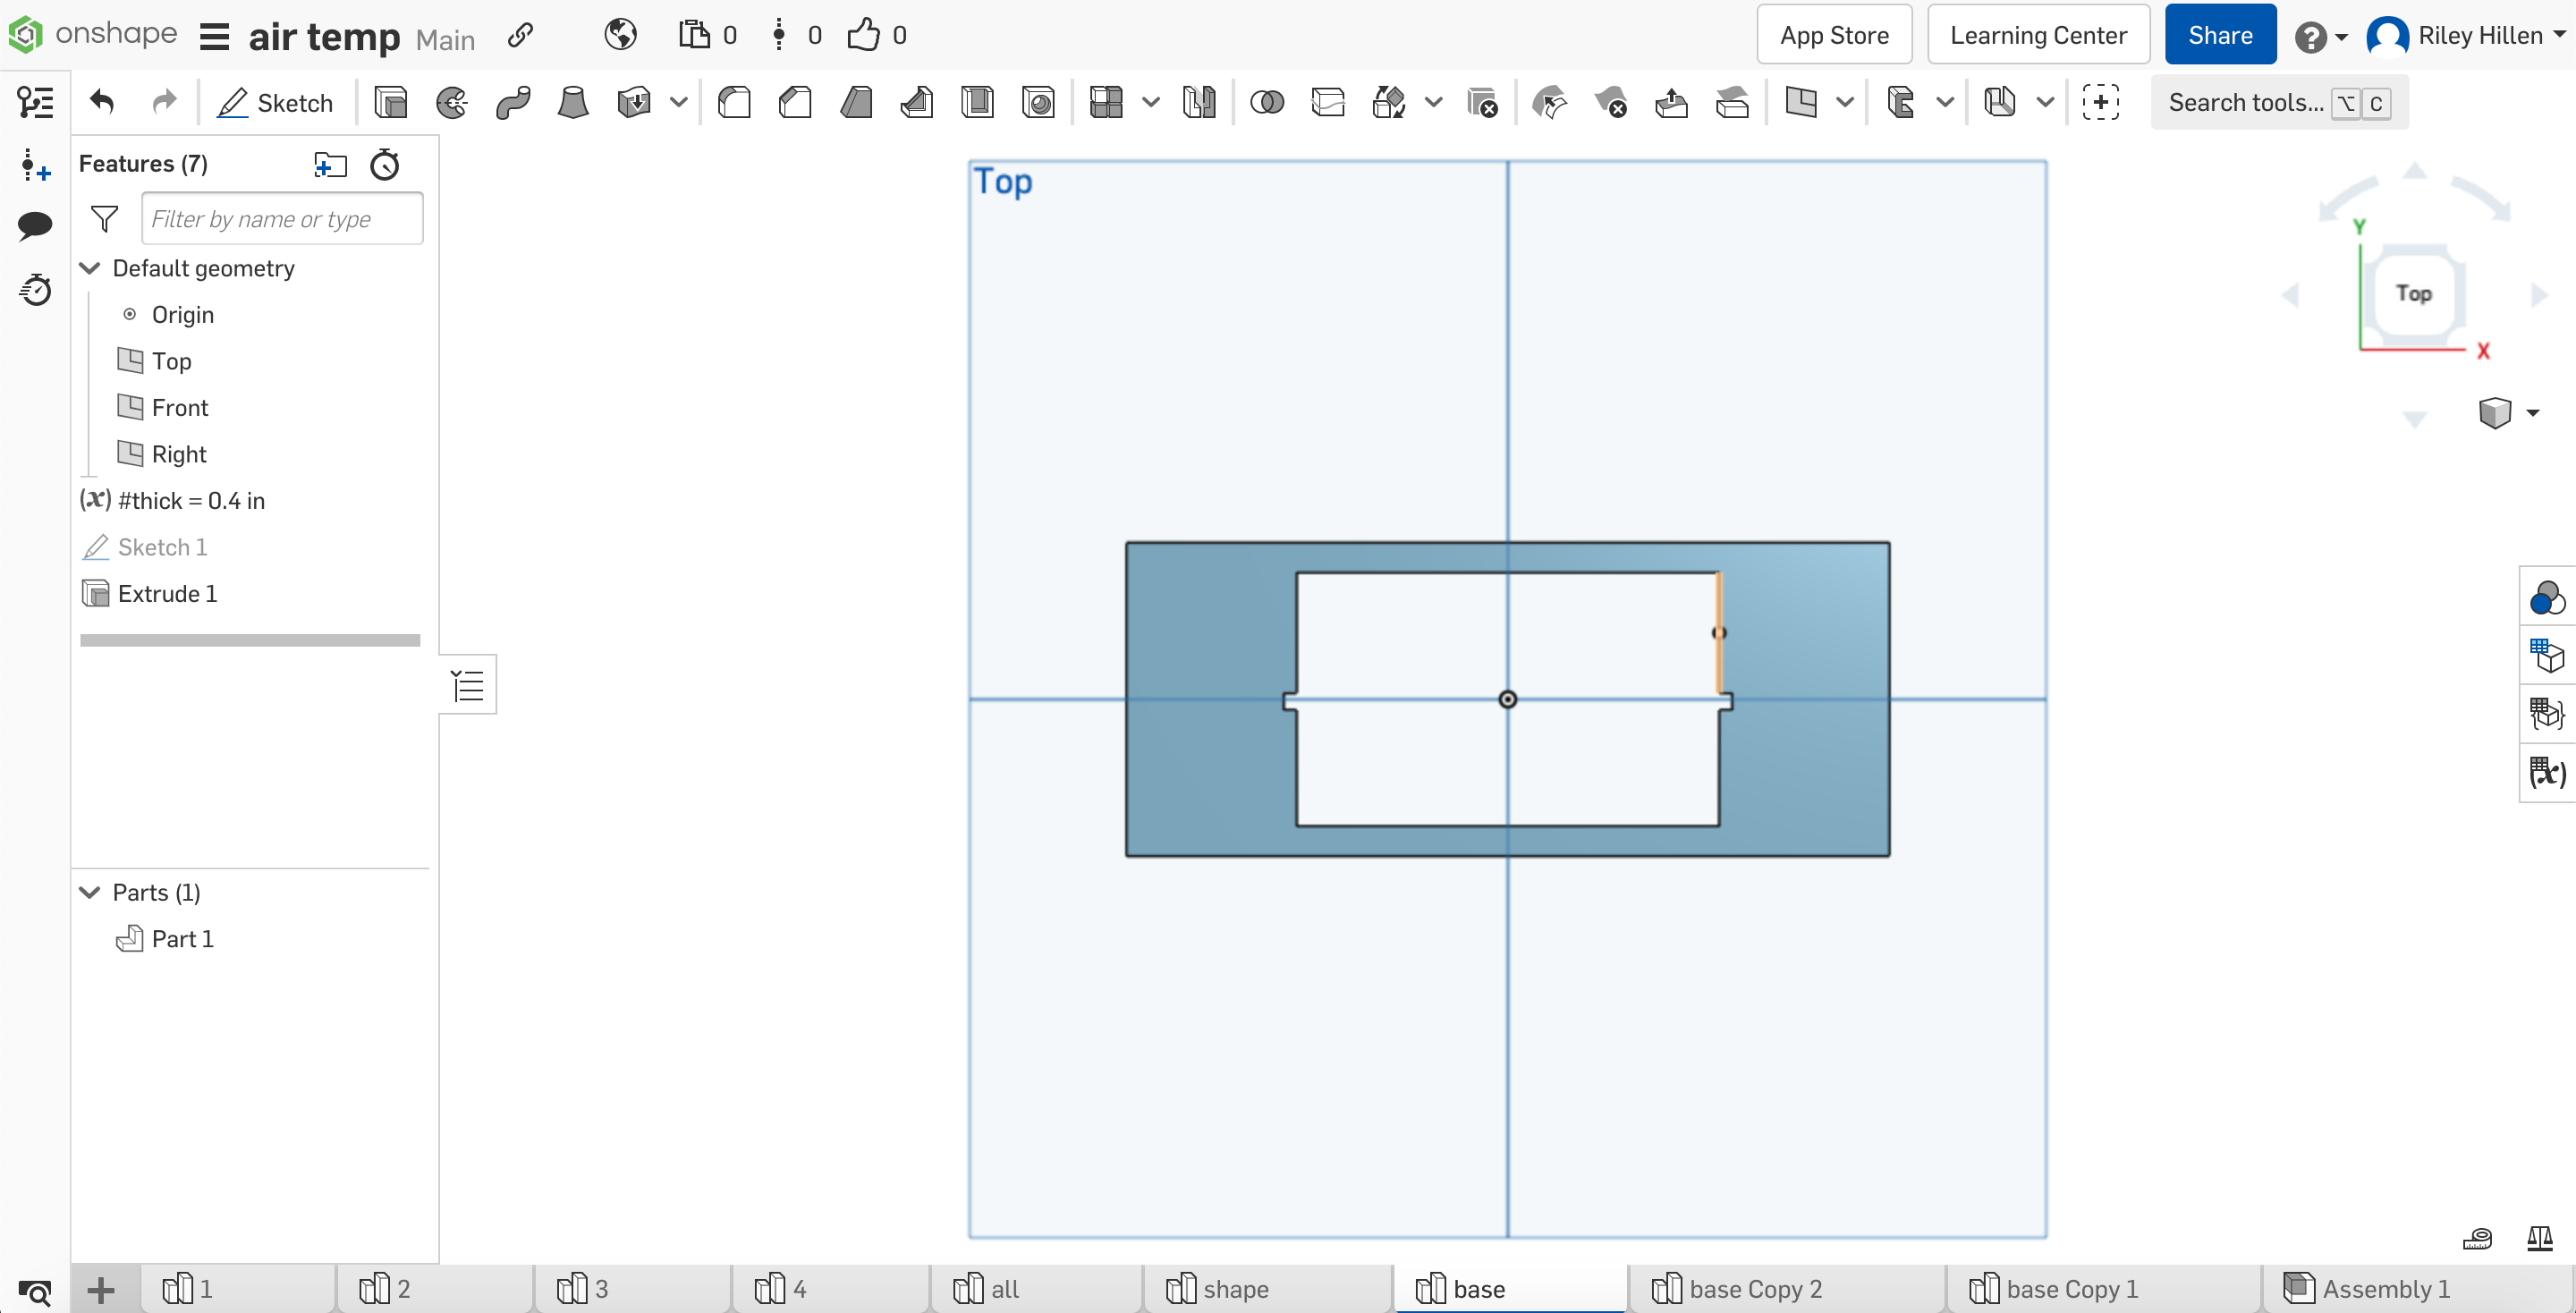 onshape air temp Main 0 0 0 App Store Learning Center Share Riley Hillen
Sketch Search tools... ⌥ C
Features (7)
Filter by name or type
Default geometry
Origin
Top
Front
Right
(x) #thick = 0.4 in
Sketch 1
Extrude 1
Parts (1)
Part 1
Top
Y
Top
X
(x)
1 2 3 4 all shape base base Copy 2 base Copy 1 Assembly 1